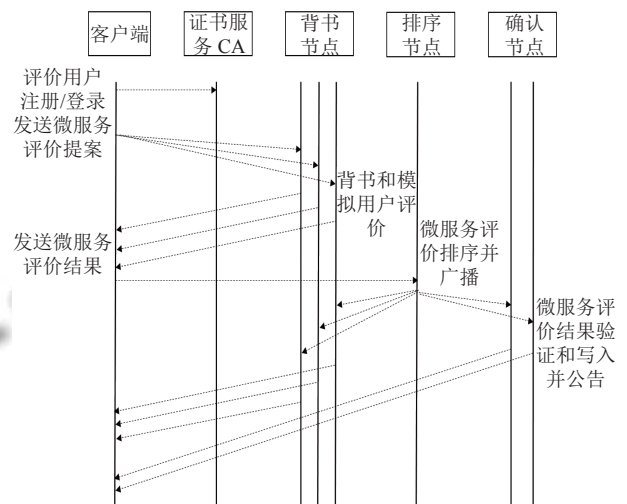 客户端
证书服
务 CA
背书
节点
排序
节点
确认
节点
评价用户
注册/登录
发送微服务
评价提案
背书和模
拟用户评
价
发送微服务
评价结果
微服务评
价排序并
广播
微服务评
价结果验
证和写入
并公告